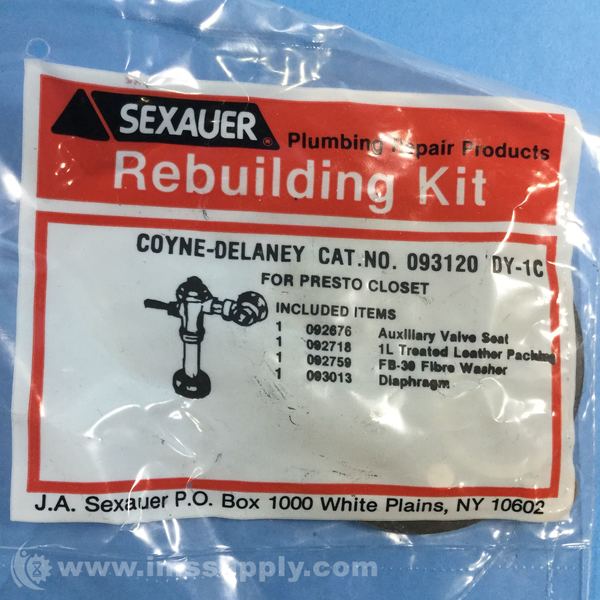 SEXAUER®
Plumbing Repair Products
Rebuilding Kit
COYNE-DELANEY CAT.NO. 093120 DY-1C
FOR PRESTO CLOSET
INCLUDED ITEMS
1 092676 Auxiliary Valve Seat
1 092718 1L Treated Leather Packing
1 092759 FB-39 Fibre Washer
1 093013 Diaphragm
J.A. Sexauer P.O. Box 1000 White Plains, NY 10602
www.imssupply.com